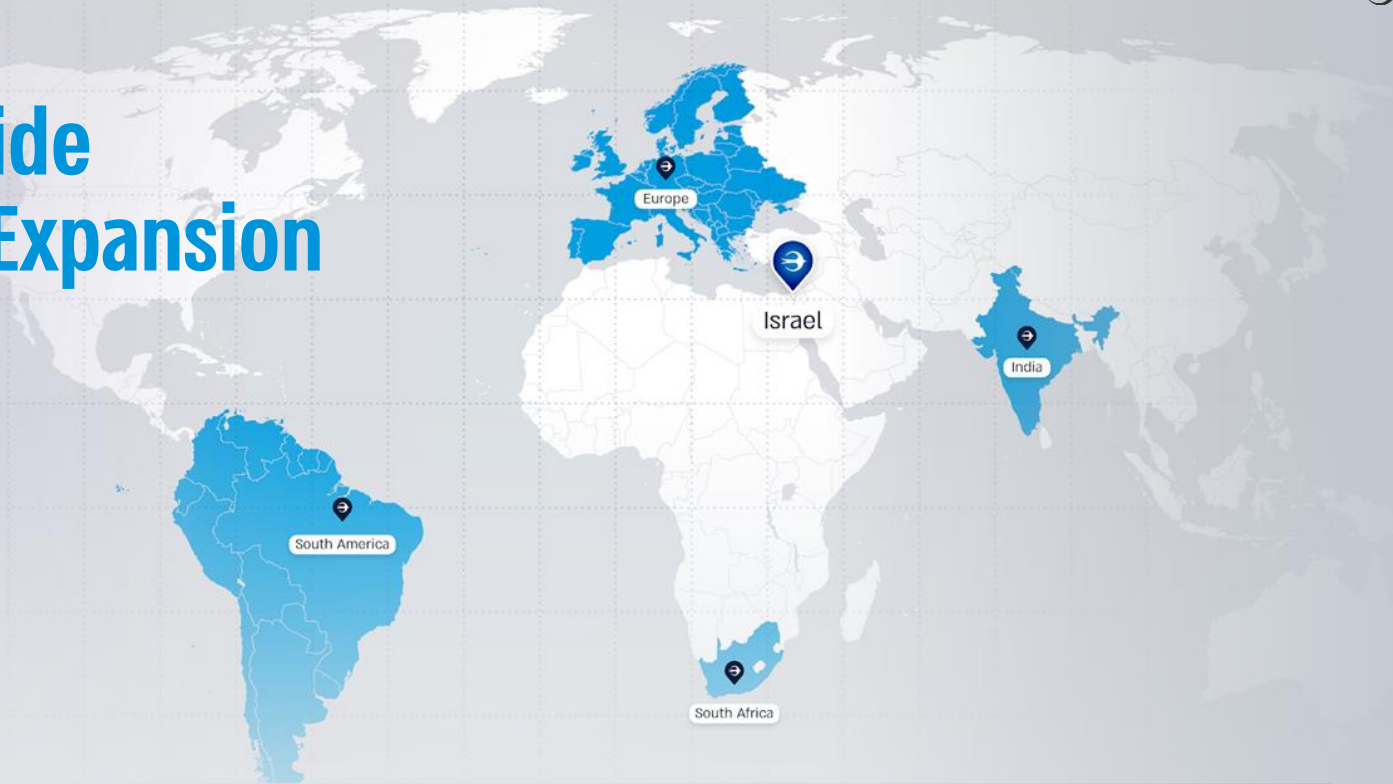 ide
Expansion
Europe
Israel
India
South America
South Africa